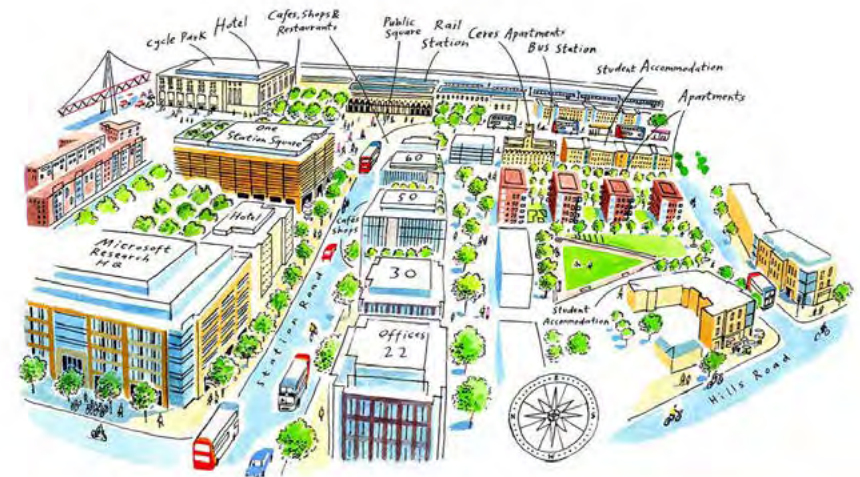 Cycle Park
Hotel
Cafes, Shops &
Restaurants
Public
Square
Rail
Station
Ceres Apartments
Bus Station
Student Accommodation
Apartments
One
Station Square
60
50
Cafes
Shops
Hotel
Microsoft
Research
HQ
30
Station Road
Offices
22
Student
Accommodation
Hills Road